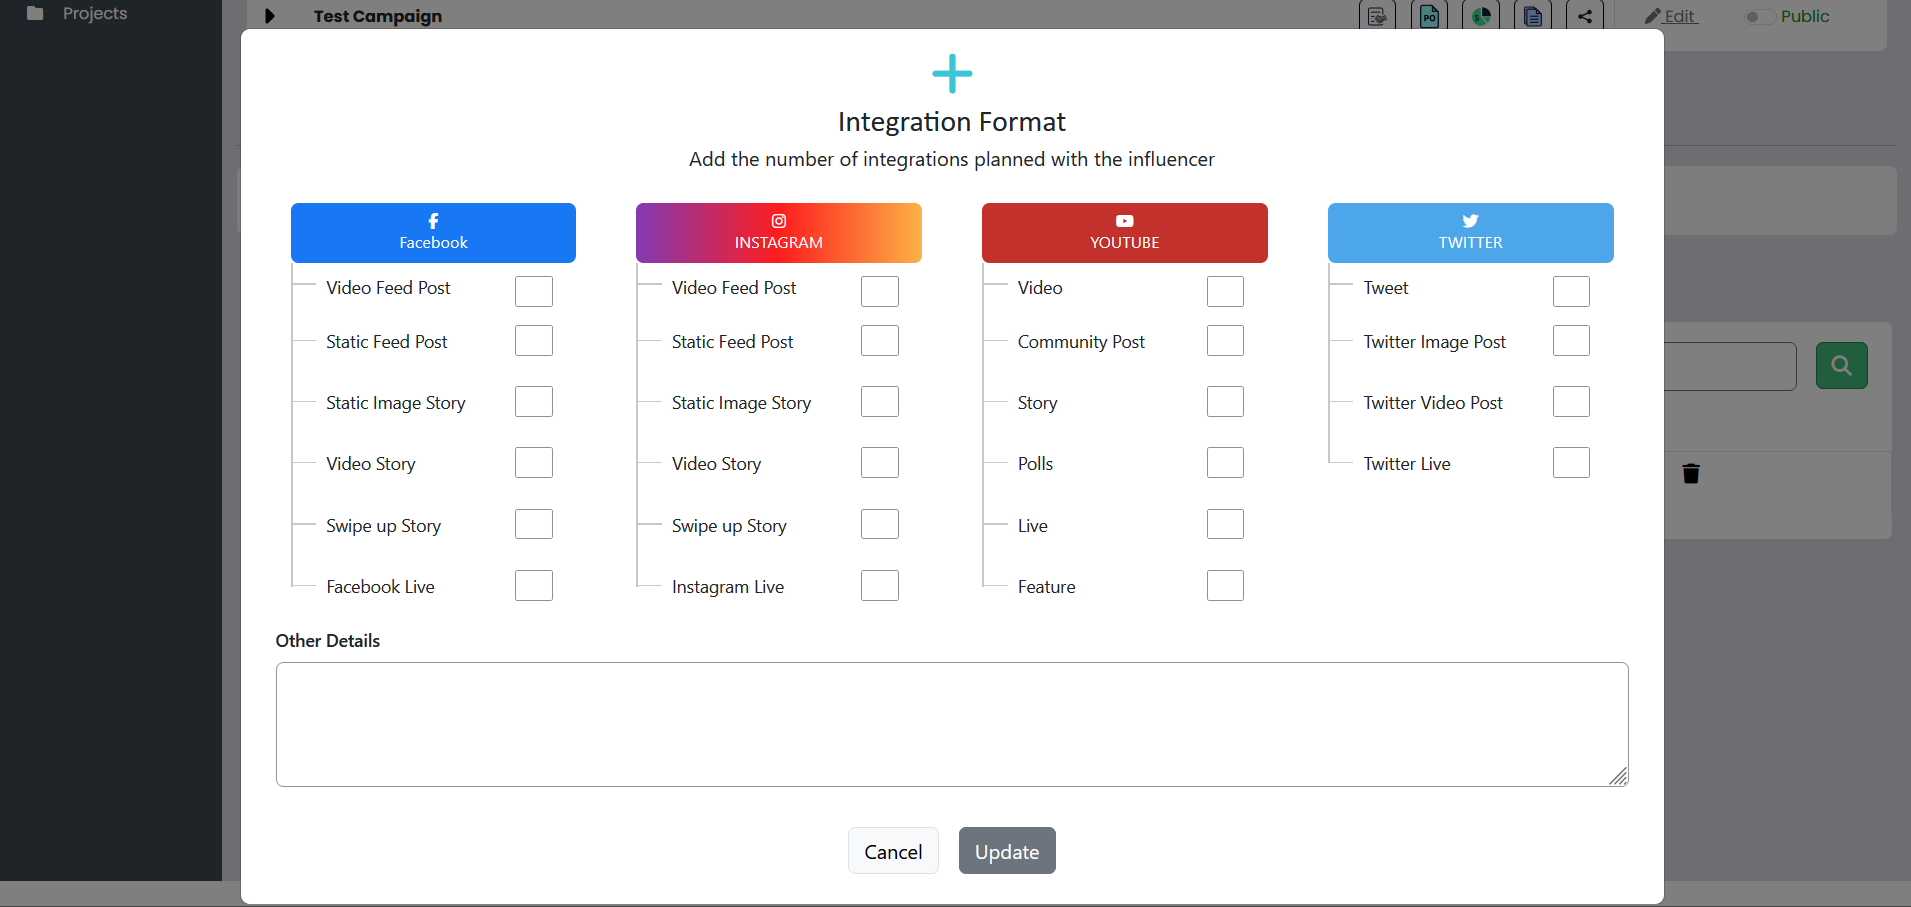 Projects
Test Campaign
PO
$
Edit
Public
Integration Format
Add the number of integrations planned with the influencer
Facebook
Video Feed Post
Static Feed Post
Static Image Story
Video Story
Swipe up Story
Facebook Live
INSTAGRAM
Video Feed Post
Static Feed Post
Static Image Story
Video Story
Swipe up Story
Instagram Live
YOUTUBE
Video
Community Post
Story
Polls
Live
Feature
TWITTER
Tweet
Twitter Image Post
Twitter Video Post
Twitter Live
Other Details
Cancel
Update